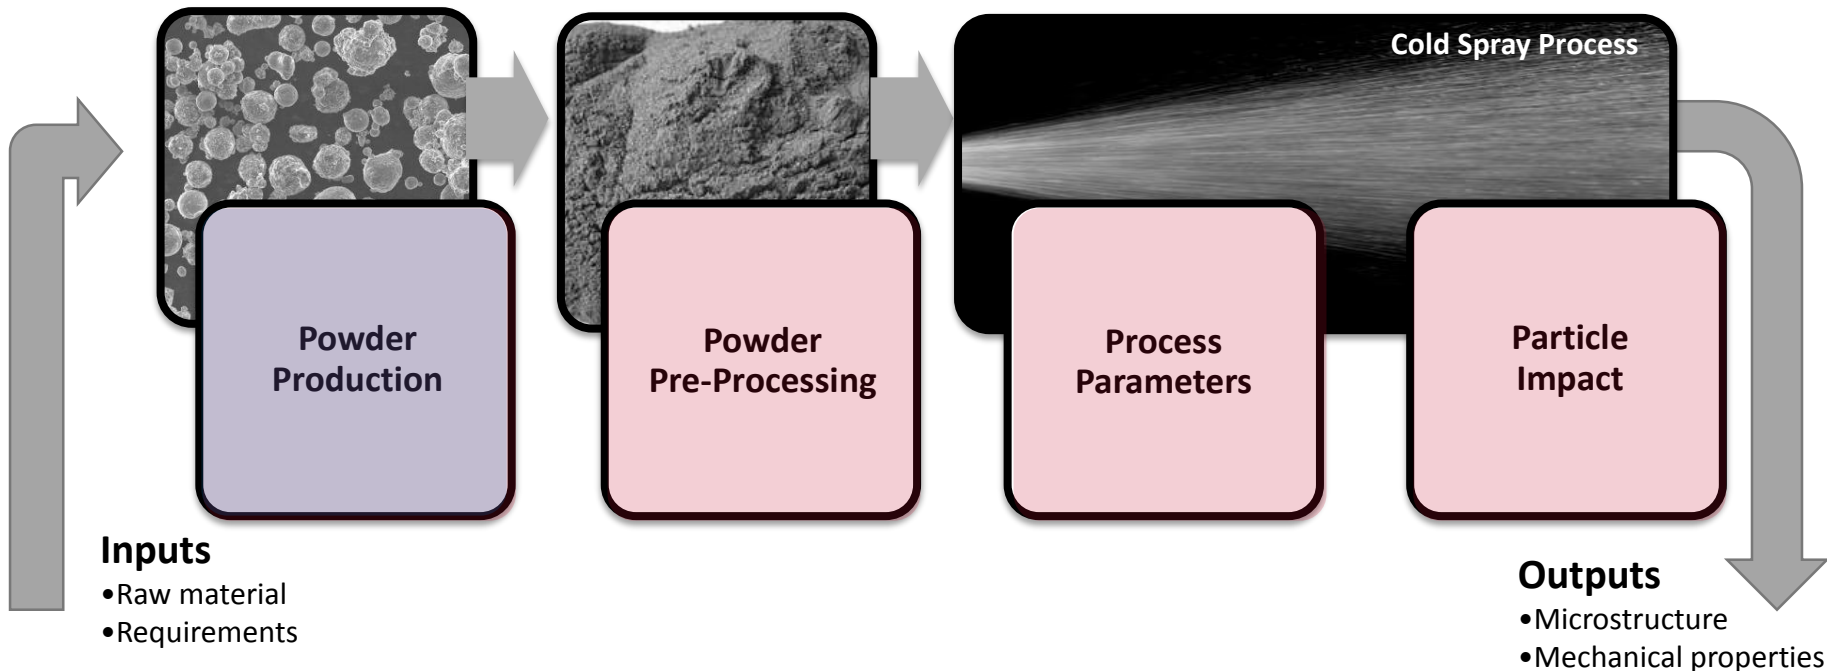 Cold Spray Process
Powder
Production
Powder
Pre-Processing
Process
Parameters
Particle
Impact
Inputs
•Raw material
•Requirements
Outputs
•Microstructure
•Mechanical properties